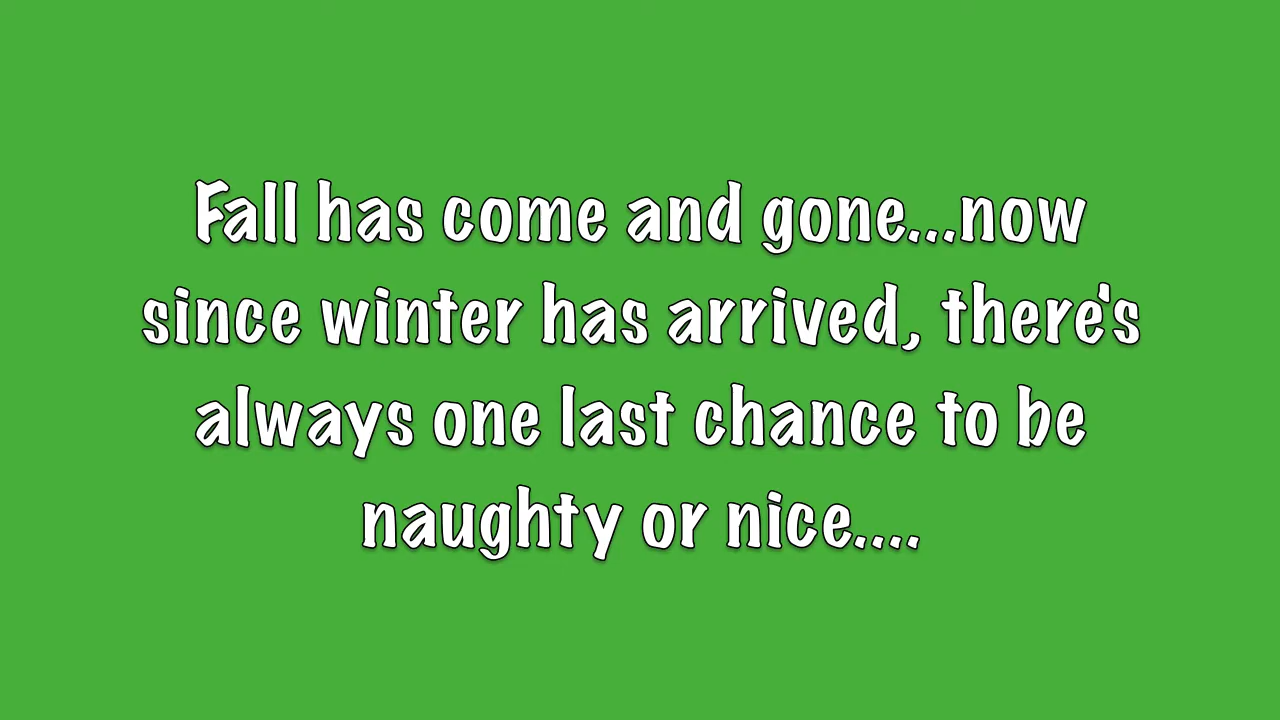 Fall has come and gone...now
since winter has arrived, there's
always one last chance to be
naughty or nice....